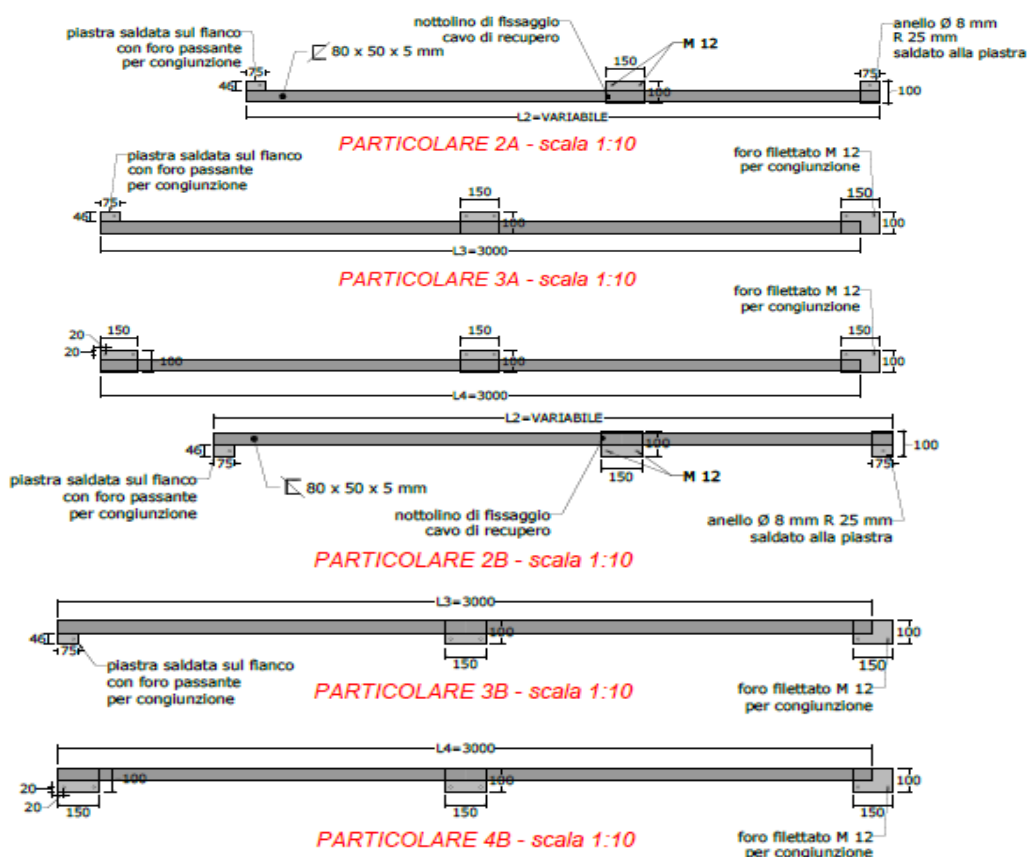 piastra saldata sul fianco
con foro passante
per congiunzione
80 x 50 x 5 mm
nottolino di fissaggio
cavo di recupero
M 12
anello Ø 8 mm
R 25 mm
saldato alla piastra
75
46
150
100
75
100
L2=VARIABILE
PARTICOLARE 2A - scala 1:10
piastra saldata sul fianco
con foro passante
per congiunzione
foro filettato M 12
per congiunzione
75
46
150
100
150
100
L3=3000
PARTICOLARE 3A - scala 1:10
foro filettato M 12
per congiunzione
20
20
150
100
150
100
150
100
L4=3000
L2=VARIABILE
46
75
100
150
100
75
piastra saldata sul fianco
con foro passante
per congiunzione
80 x 50 x 5 mm
M 12
nottolino di fissaggio
cavo di recupero
anello Ø 8 mm R 25 mm
saldato alla piastra
PARTICOLARE 2B - scala 1:10
L3=3000
46
75
100
150
100
150
piastra saldata sul fianco
con foro passante
per congiunzione
PARTICOLARE 3B - scala 1:10
foro filettato M 12
per congiunzione
L4=3000
20
20
100
150
100
150
100
150
PARTICOLARE 4B - scala 1:10
foro filettato M 12
per congiunzione